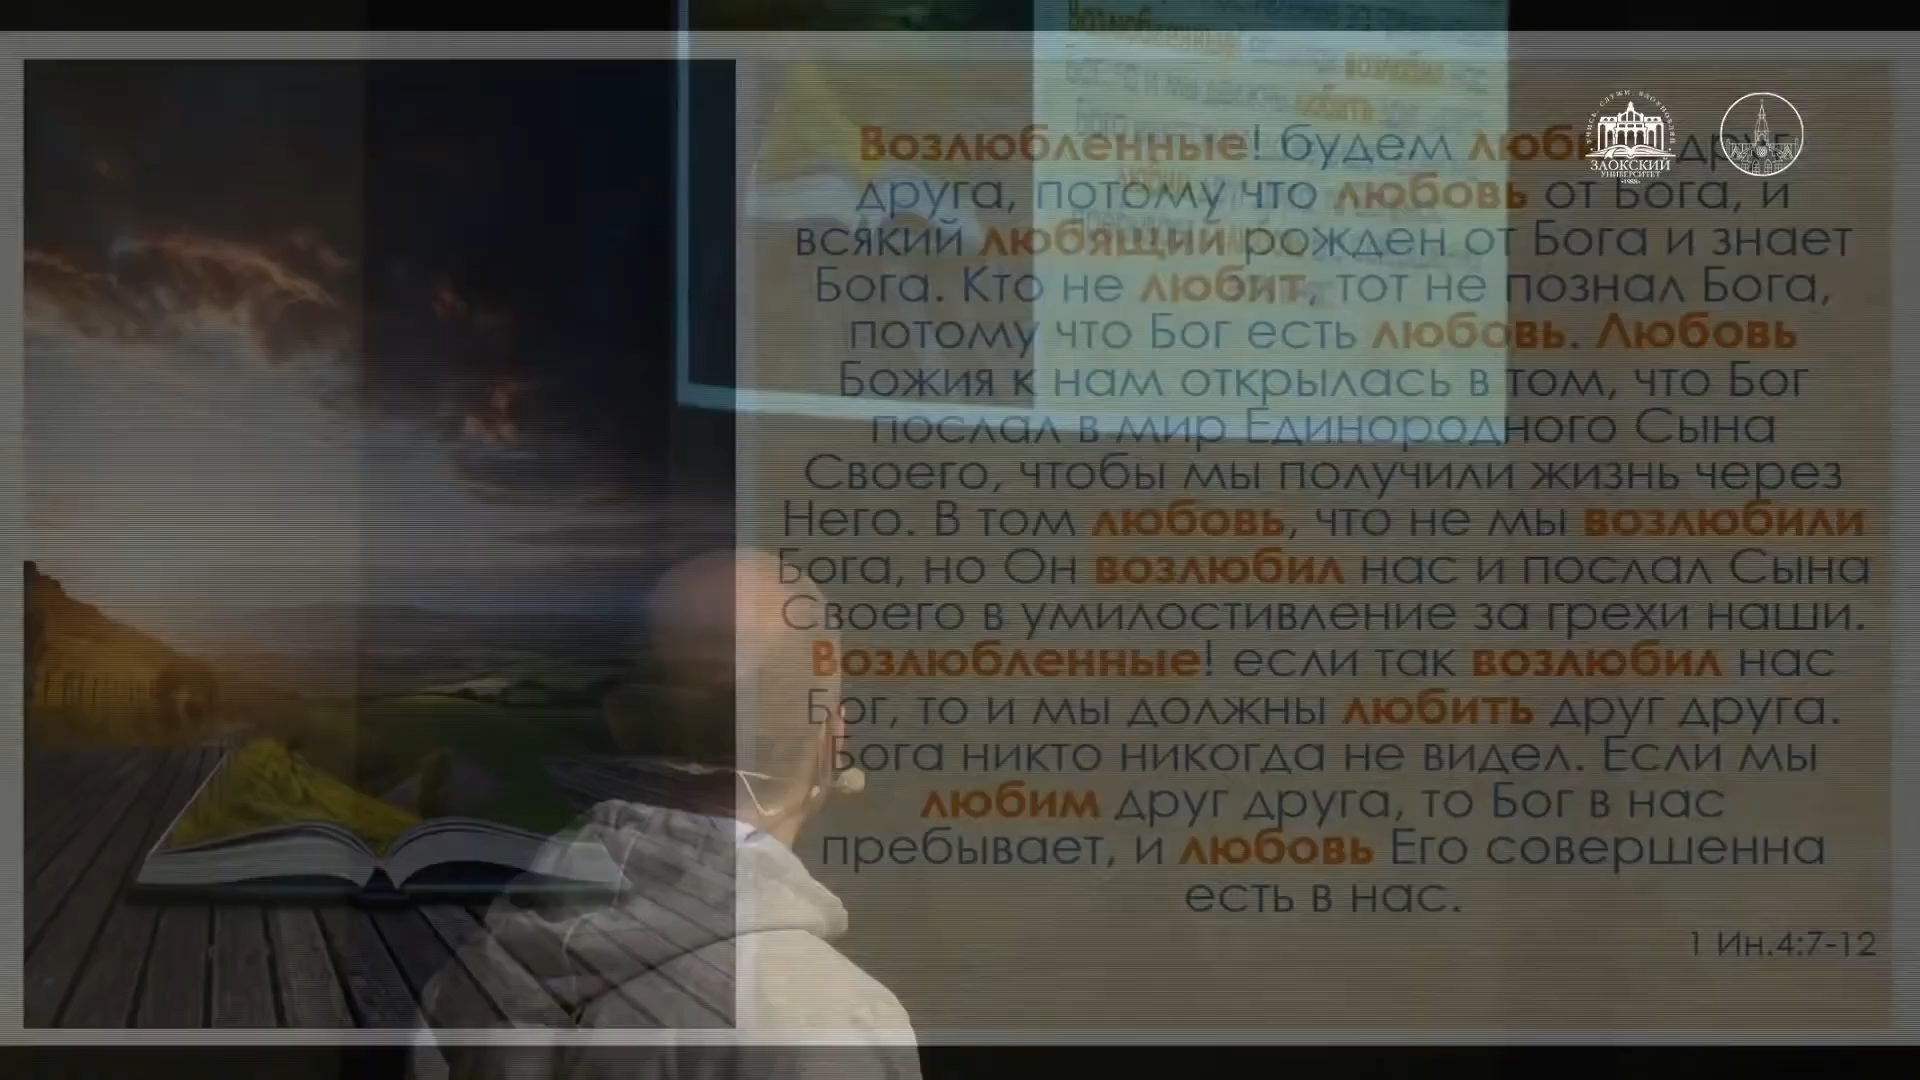 Возлюбленные! будем друг
друга, потому что любовь от Бога, и
всякий любящий рожден от Бога и знает
Бога. Кто не любит, тот не познал Бога,
потому что Бог есть любовь. Любовь
Божия к нам открылась в том, что Бог
послал в мир Единородного Сына
Своего, чтобы мы получили жизнь через
Него. В том любовь, что не мы возлюбили
Бога, но Он возлюбил нас и послал Сына
Своего в умилостивление за грехи наши.
Возлюбленные! если так возлюбил нас
Бог, то и мы должны любить друг друга.
Бога никто никогда не видел. Если мы
любим друг друга, то Бог в нас
пребывает, и любовь Его совершенна
есть в нас.
1 Ин.4:7-12
УЧИСЬ, СЛУЖИ, ВДОХНОВЛЯЙ
ЗАОКСКИЙ
УНИВЕРСИТЕТ
•1988•